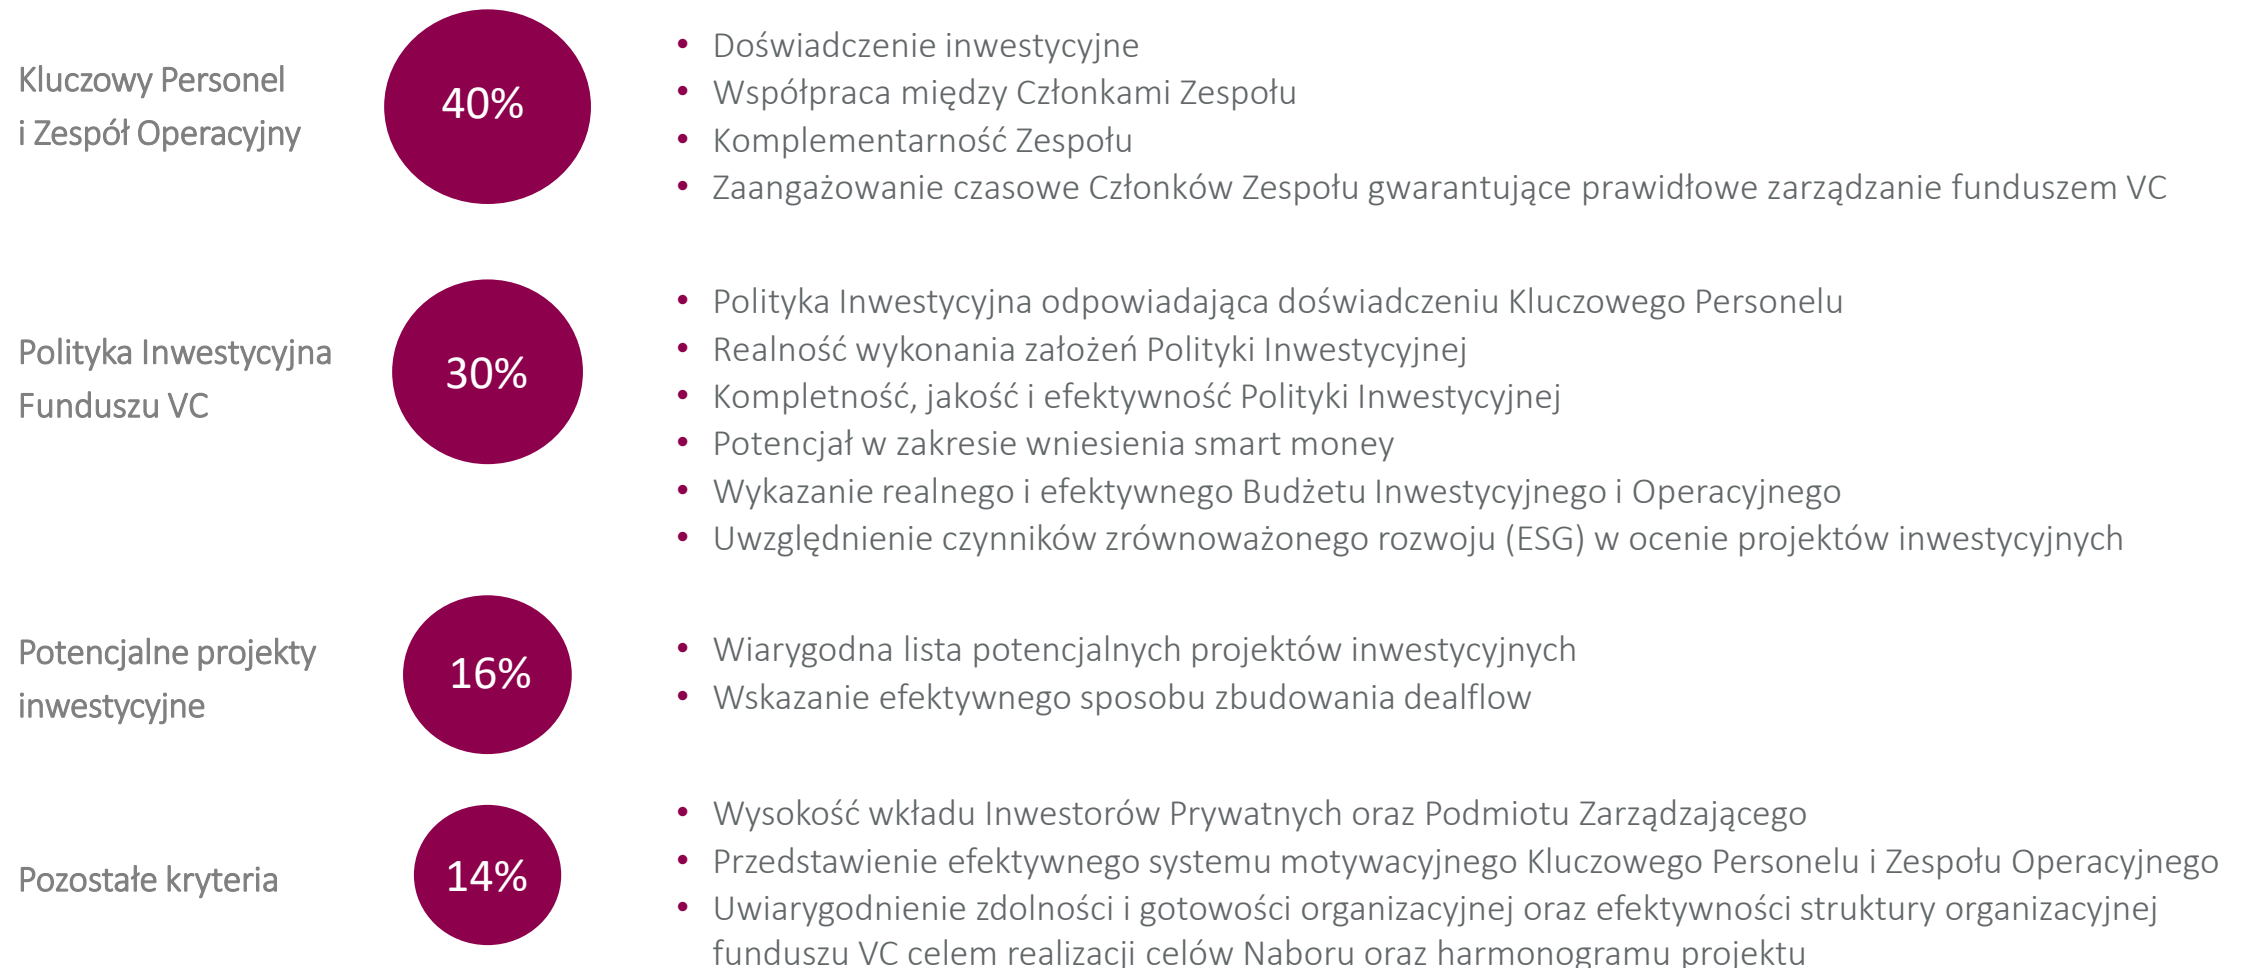 Kluczowy Personel
i Zespół Operacyjny
40%
• Doświadczenie inwestycyjne
• Współpraca między Członkami Zespołu
• Komplementarność Zespołu
• Zaangażowanie czasowe Członków Zespołu gwarantujące prawidłowe zarządzanie funduszem VC
Polityka Inwestycyjna
Funduszu VC
30%
• Polityka Inwestycyjna odpowiadająca doświadczeniu Kluczowego Personelu
• Realność wykonania założeń Polityki Inwestycyjnej
• Kompletność, jakość i efektywność Polityki Inwestycyjnej
• Potencjał w zakresie wniesienia smart money
• Wykazanie realnego i efektywnego Budżetu Inwestycyjnego i Operacyjnego
• Uwzględnienie czynników zrównoważonego rozwoju (ESG) w ocenie projektów inwestycyjnych
Potencjalne projekty
inwestycyjne
16%
• Wiarygodna lista potencjalnych projektów inwestycyjnych
• Wskazanie efektywnego sposobu zbudowania dealflow
Pozostałe kryteria
14%
• Wysokość wkładu Inwestorów Prywatnych oraz Podmiotu Zarządzającego
• Przedstawienie efektywnego systemu motywacyjnego Kluczowego Personelu i Zespołu Operacyjnego
• Uwiarygodnienie zdolności i gotowości organizacyjnej oraz efektywności struktury organizacyjnej
funduszu VC celem realizacji celów Naboru oraz harmonogramu projektu